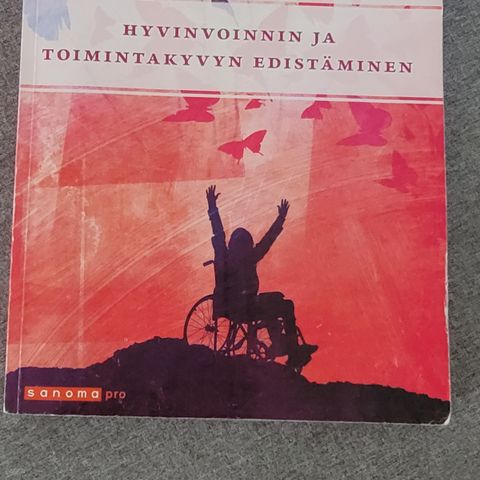 HYVINVOINNIN JA
TOIMINTAKYVYN EDISTÄMINEN
sanoma pro